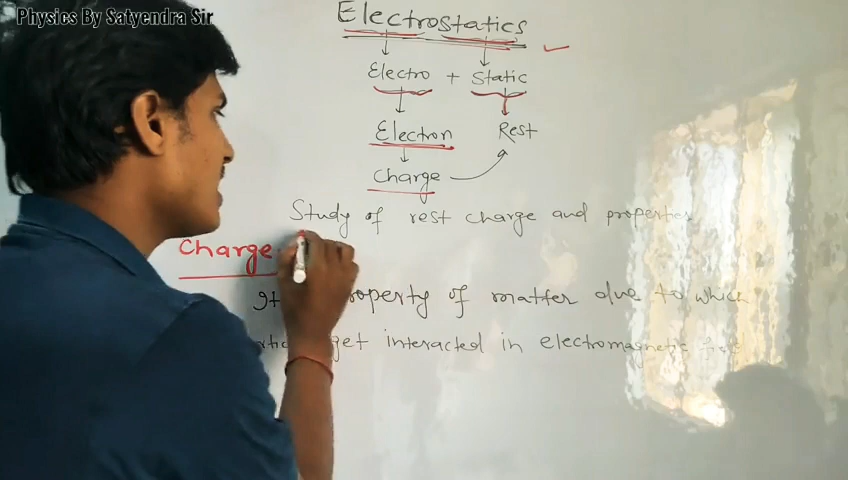 Physics By Satyendra Sir
Electrostatics
Electro + Static
Electron Rest
Charge
Study of rest charge and properties
Charge
It property of matter due to which
get interacted in electromagnetic field